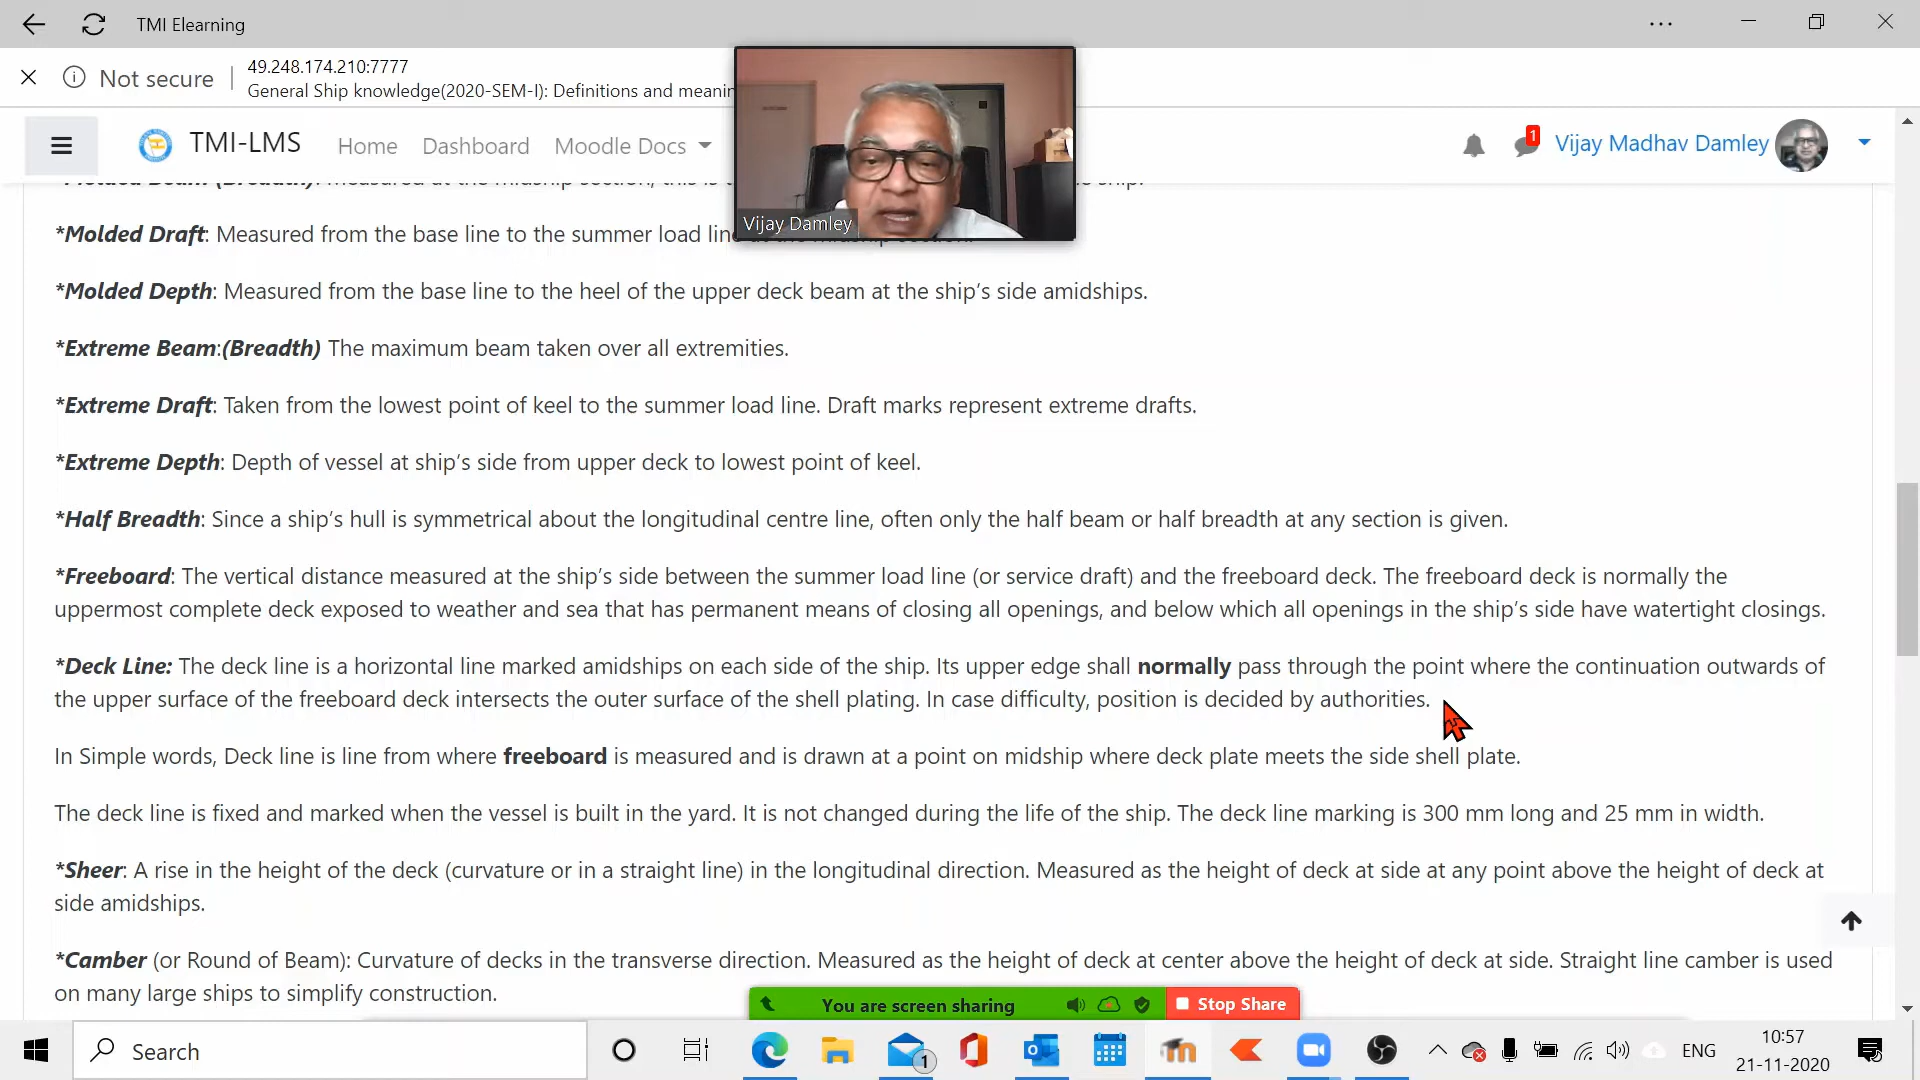 TMI Elearning
Not secure
49.248.174.210:7777
General Ship knowledge(2020-SEM-I): Definitions and meanin
TMI-LMS Home Dashboard Moodle Docs
1
Vijay Madhav Damley
Vijay Damley
*Molded Draft: Measured from the base line to the summer load line
*Molded Depth: Measured from the base line to the heel of the upper deck beam at the ship's side amidships.
*Extreme Beam:(Breadth) The maximum beam taken over all extremities.
*Extreme Draft: Taken from the lowest point of keel to the summer load line. Draft marks represent extreme drafts.
*Extreme Depth: Depth of vessel at ship's side from upper deck to lowest point of keel.
*Half Breadth: Since a ship's hull is symmetrical about the longitudinal centre line, often only the half beam or half breadth at any section is given.
*Freeboard: The vertical distance measured at the ship's side between the summer load line (or service draft) and the freeboard deck. The freeboard deck is normally the
uppermost complete deck exposed to weather and sea that has permanent means of closing all openings, and below which all openings in the ship's side have watertight closings.
*Deck Line: The deck line is a horizontal line marked amidships on each side of the ship. Its upper edge shall normally pass through the point where the continuation outwards of
the upper surface of the freeboard deck intersects the outer surface of the shell plating. In case difficulty, position is decided by authorities.
In Simple words, Deck line is line from where freeboard is measured and is drawn at a point on midship where deck plate meets the side shell plate.
The deck line is fixed and marked when the vessel is built in the yard. It is not changed during the life of the ship. The deck line marking is 300 mm long and 25 mm in width.
*Sheer: A rise in the height of the deck (curvature or in a straight line) in the longitudinal direction. Measured as the height of deck at side at any point above the height of deck at
side amidships.
*Camber (or Round of Beam): Curvature of decks in the transverse direction. Measured as the height of deck at center above the height of deck at side. Straight line camber is used
on many large ships to simplify construction.
You are screen sharing Stop Share
Search
1
ENG
10:57
21-11-2020